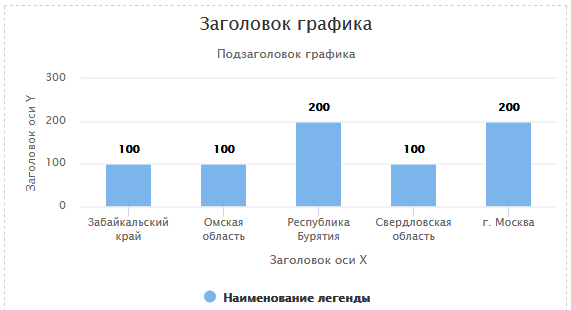 Заголовок графика
Подзаголовок графика
Заголовок оси Y
300
200
100
0
100
100
200
100
200
Забайкальский
край
Омская
область
Республика
Бурятия
Свердловская
область
г. Москва
Заголовок оси X
Наименование легенды